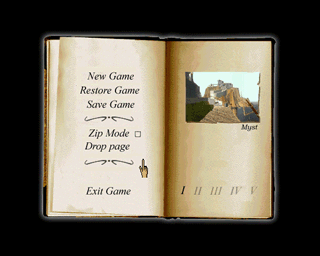 New Game
Restore Game
Save Game
Zip Mode
Drop page
Exit Game
Myst
I II III IV V